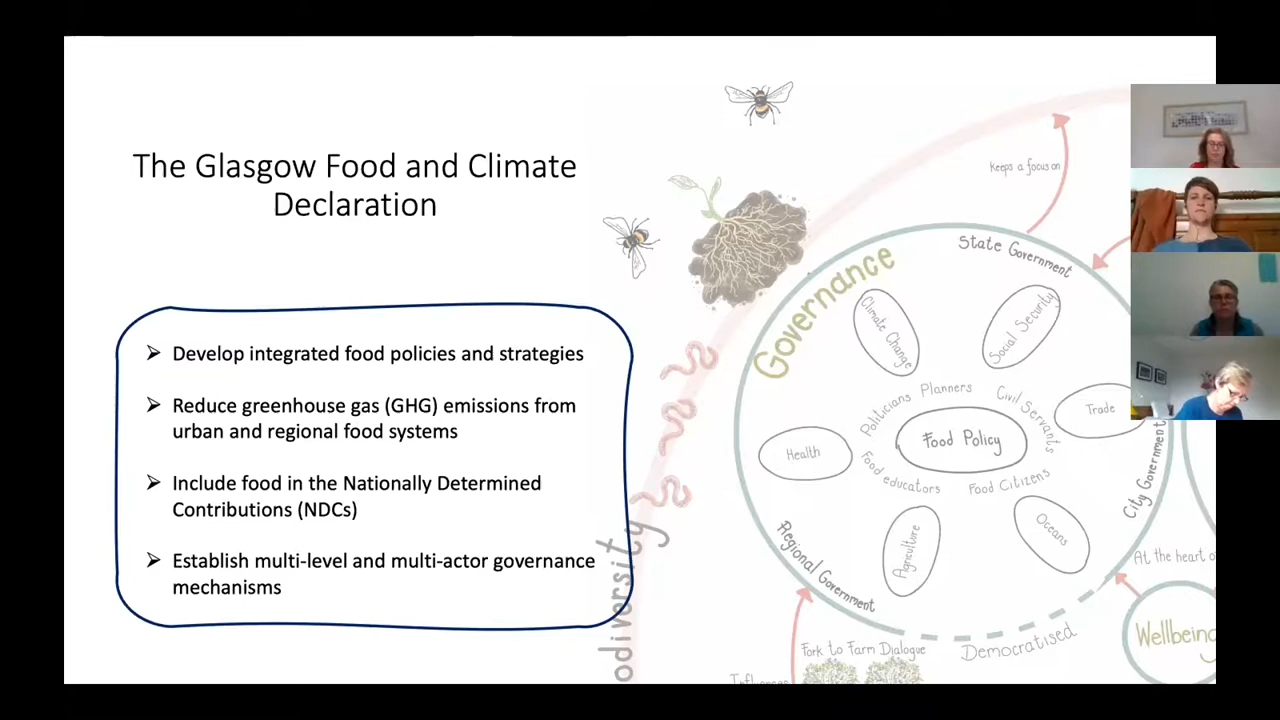 The Glasgow Food and Climate
Declaration
➢ Develop integrated food policies and strategies
➢ Reduce greenhouse gas (GHG) emissions from
urban and regional food systems
➢ Include food in the Nationally Determined
Contributions (NDCs)
➢ Establish multi-level and multi-actor governance
mechanisms
Keeps a focus on
State Government
Governance
Climate Change
Social Security
Politicians
Planners
Civil Servants
Trade
Food Policy
Health
Food educators
Food Citizens
City Government
Agriculture
Oceans
Regional Government
At the heart o
Democratised
Wellbeing
Fork to Farm Dialogue
Influences
odiversity